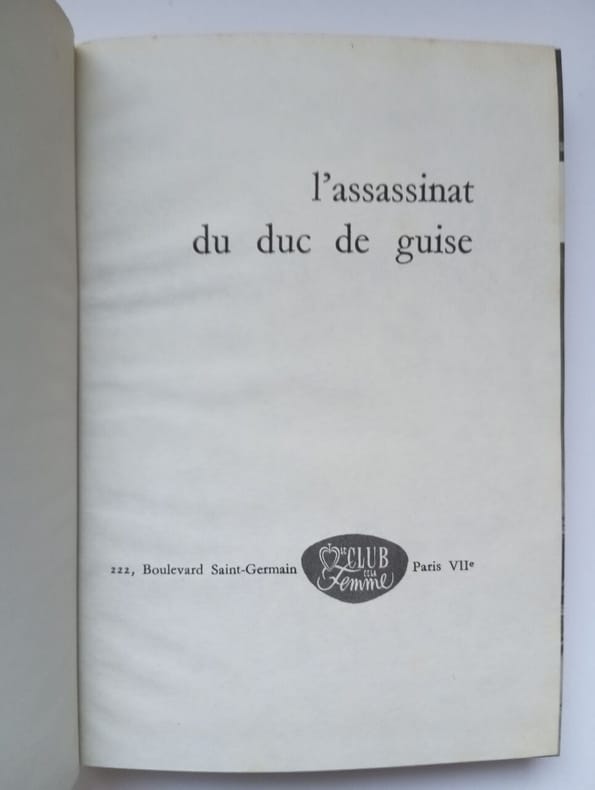 l'assassinat
du duc de guise
222, Boulevard Saint-Germain LE CLUB DE LA Femme Paris VIIe